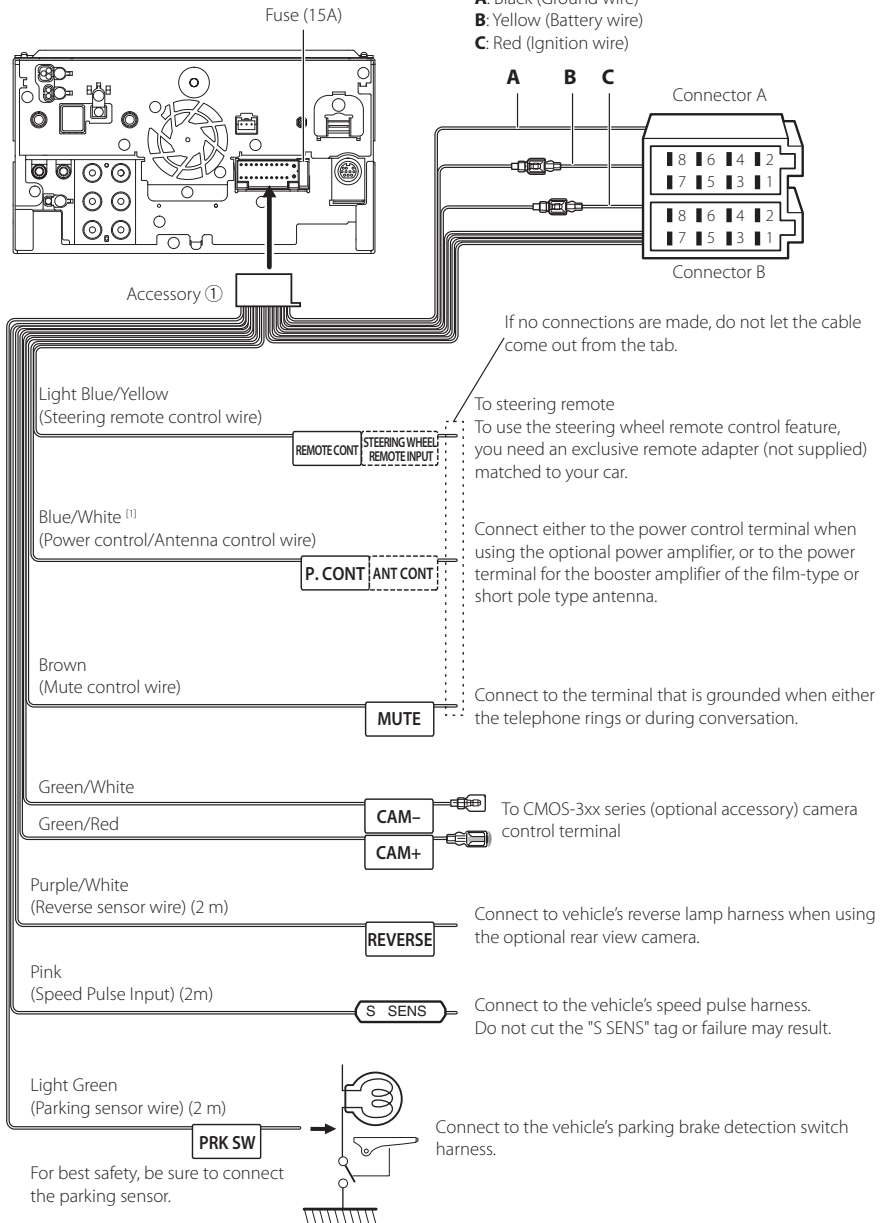 A: Black (Ground wire)
Fuse (15A)
B: Yellow (Battery wire)
C: Red (Ignition wire)
A B C
Connector A
8 6 4 2
7 5 3 1
8 6 4 2
7 5 3 1
Connector B
Accessory ①
If no connections are made, do not let the cable
come out from the tab.
Light Blue/Yellow
(Steering remote control wire)
REMOTE CONT
STEERING WHEEL
REMOTE INPUT
To steering remote
To use the steering wheel remote control feature,
you need an exclusive remote adapter (not supplied)
matched to your car.
Blue/White [1]
(Power control/Antenna control wire)
P. CONT ANT CONT
Connect either to the power control terminal when
using the optional power amplifier, or to the power
terminal for the booster amplifier of the film-type or
short pole type antenna.
Brown
(Mute control wire)
MUTE
Connect to the terminal that is grounded when either
the telephone rings or during conversation.
Green/White
CAM–
Green/Red
CAM+
To CMOS-3xx series (optional accessory) camera
control terminal
Purple/White
(Reverse sensor wire) (2 m)
REVERSE
Connect to vehicle's reverse lamp harness when using
the optional rear view camera.
Pink
(Speed Pulse Input) (2m)
S SENS
Connect to the vehicle's speed pulse harness.
Do not cut the "S SENS" tag or failure may result.
Light Green
(Parking sensor wire) (2 m)
PRK SW
Connect to the vehicle's parking brake detection switch
harness.
For best safety, be sure to connect
the parking sensor.